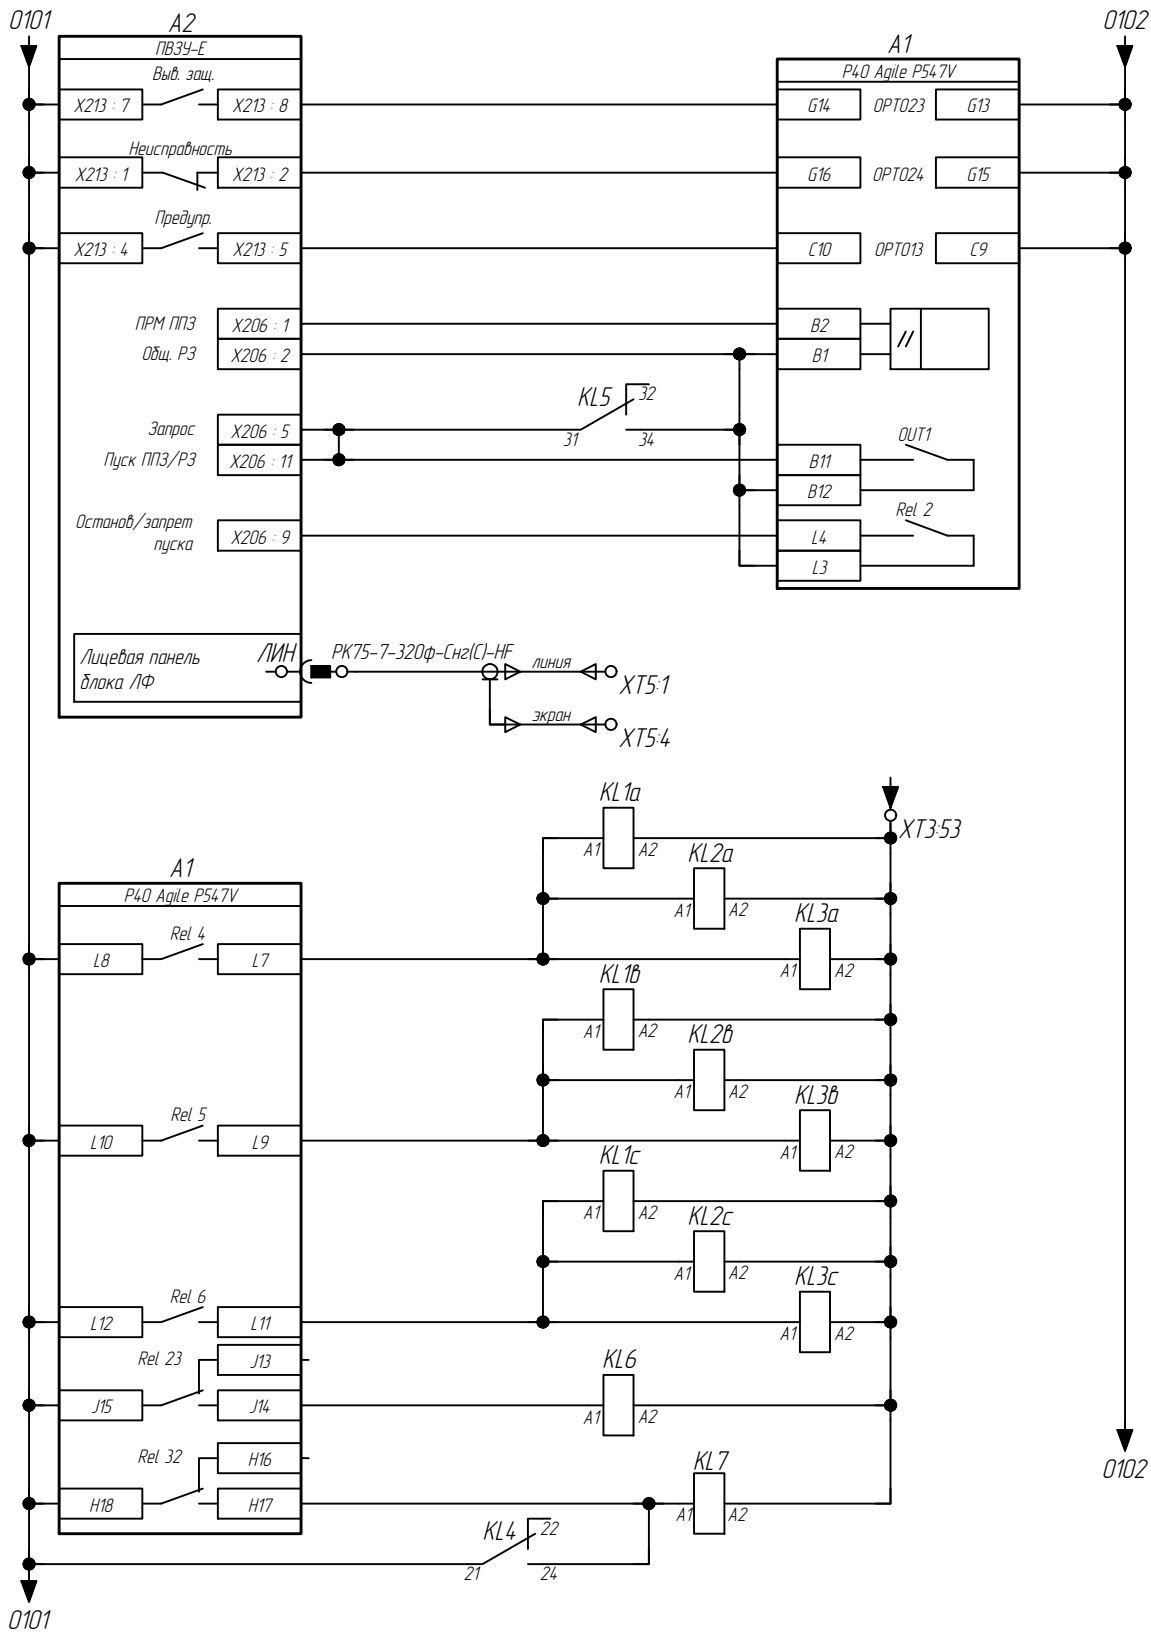 0101
A2
0102
ПВЗУ-Е
A1
P40 Agile P547V
Выв. защ.
X213 : 7
X213 : 8
G14
OPTO23
G13
Неисправность
X213 : 1
X213 : 2
G16
OPTO24
G15
Предупр.
X213 : 4
X213 : 5
C10
OPTO13
C9
ПРМ ППЗ
X206 : 1
B2
//
Общ. РЗ
X206 : 2
B1
KL5
32
Запрос
X206 : 5
31
34
OUT1
Пуск ППЗ/РЗ
X206 : 11
B11
B12
Rel 2
Останов/запрет
пуска
X206 : 9
L4
L3
Лицевая панель
блока ЛФ
ЛИН
РК75-7-320ф-Снг(С)-HF
линия
XT5:1
экран
XT5:4
KL1a
XT3:53
A1
A2
KL2a
A1
A2
A1
P40 Agile P547V
KL3a
Rel 4
L8
L7
A1
A2
KL1в
A1
A2
KL2в
A1
A2
KL3в
Rel 5
L10
L9
A1
A2
KL1c
A1
A2
KL2c
A1
A2
KL3c
Rel 6
L12
L11
A1
A2
Rel 23
J13
KL6
J15
J14
A1
A2
Rel 32
H16
KL7
0102
H18
H17
A1
A2
KL4
22
21
24
0101